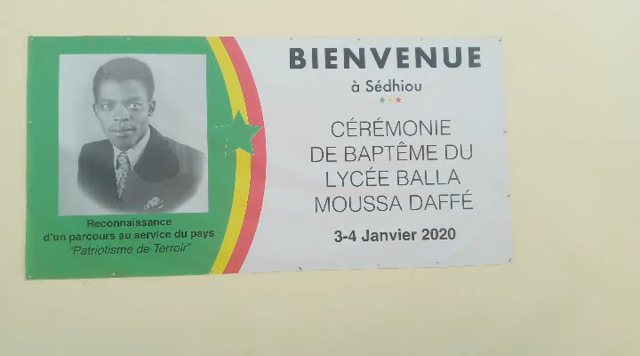 Reconnaissance
d'un parcours au service du pays
"Patriotisme de Terroir"
BIENVENUE
à Sédhiou
CÉRÉMONIE
DE BAPTÊME DU
LYCÉE BALLA
MOUSSA DAFFÉ
3-4 Janvier 2020